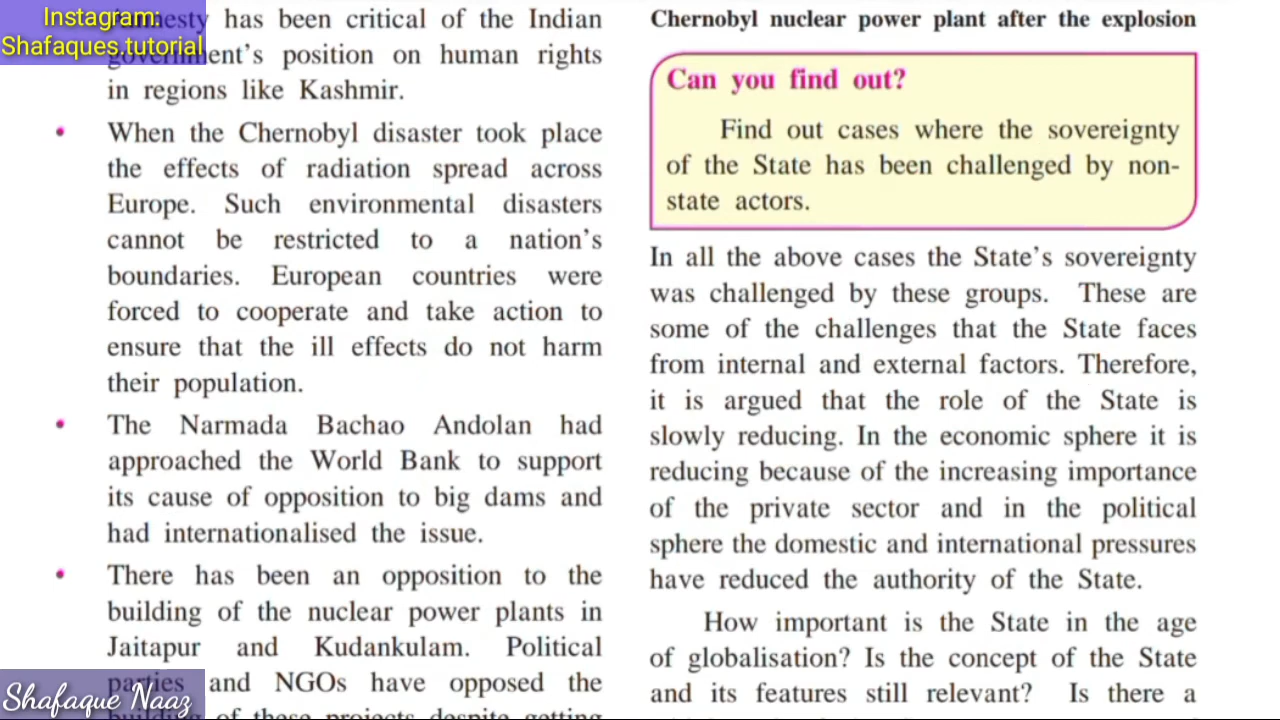 Instagram:
Shafaques.tutorial
has been critical of the Indian
government's position on human rights
in regions like Kashmir.
• When the Chernobyl disaster took place
the effects of radiation spread across
Europe. Such environmental disasters
cannot be restricted to a nation's
boundaries. European countries were
forced to cooperate and take action to
ensure that the ill effects do not harm
their population.
• The Narmada Bachao Andolan had
approached the World Bank to support
its cause of opposition to big dams and
had internationalised the issue.
• There has been an opposition to the
building of the nuclear power plants in
Jaitapur and Kudankulam. Political
parties and NGOs have opposed the
building of these projects despite getting
Shafaque Naaz
Chernobyl nuclear power plant after the explosion
Can you find out?
Find out cases where the sovereignty
of the State has been challenged by non-
state actors.
In all the above cases the State's sovereignty
was challenged by these groups. These are
some of the challenges that the State faces
from internal and external factors. Therefore,
it is argued that the role of the State is
slowly reducing. In the economic sphere it is
reducing because of the increasing importance
of the private sector and in the political
sphere the domestic and international pressures
have reduced the authority of the State.
How important is the State in the age
of globalisation? Is the concept of the State
and its features still relevant? Is there a